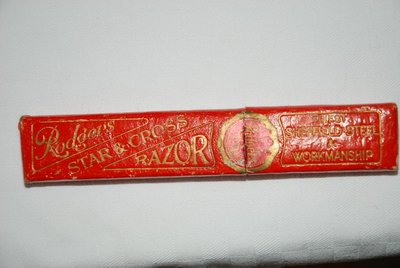 Rodgers
STAR & CROSS
RAZOR
SHEFFIELD STEEL
&
WORKMANSHIP